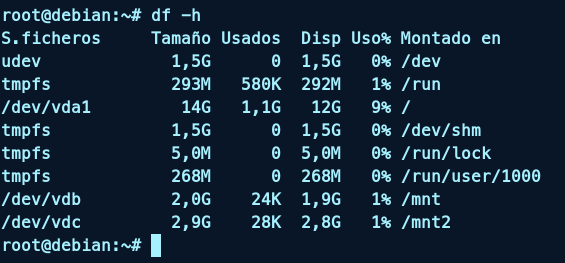 root@debian:~# df -h
S.ficheros     Tamaño Usados  Disp Uso% Montado en
udev             1,5G      0  1,5G   0% /dev
tmpfs            293M   580K  292M   1% /run
/dev/vda1         14G   1,1G   12G   9% /
tmpfs            1,5G      0  1,5G   0% /dev/shm
tmpfs            5,0M      0  5,0M   0% /run/lock
tmpfs            268M      0  268M   0% /run/user/1000
/dev/vdb         2,0G    24K  1,9G   1% /mnt
/dev/vdc         2,9G    28K  2,8G   1% /mnt2
root@debian:~#